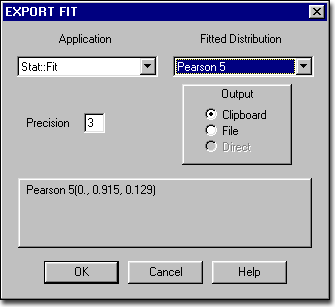 EXPORT FIT
Application
Fitted Distribution
Stat::Fit
Pearson 5
Output
Precision
3
Clipboard
File
Direct
Pearson 5(0., 0.915, 0.129)
OK
Cancel
Help